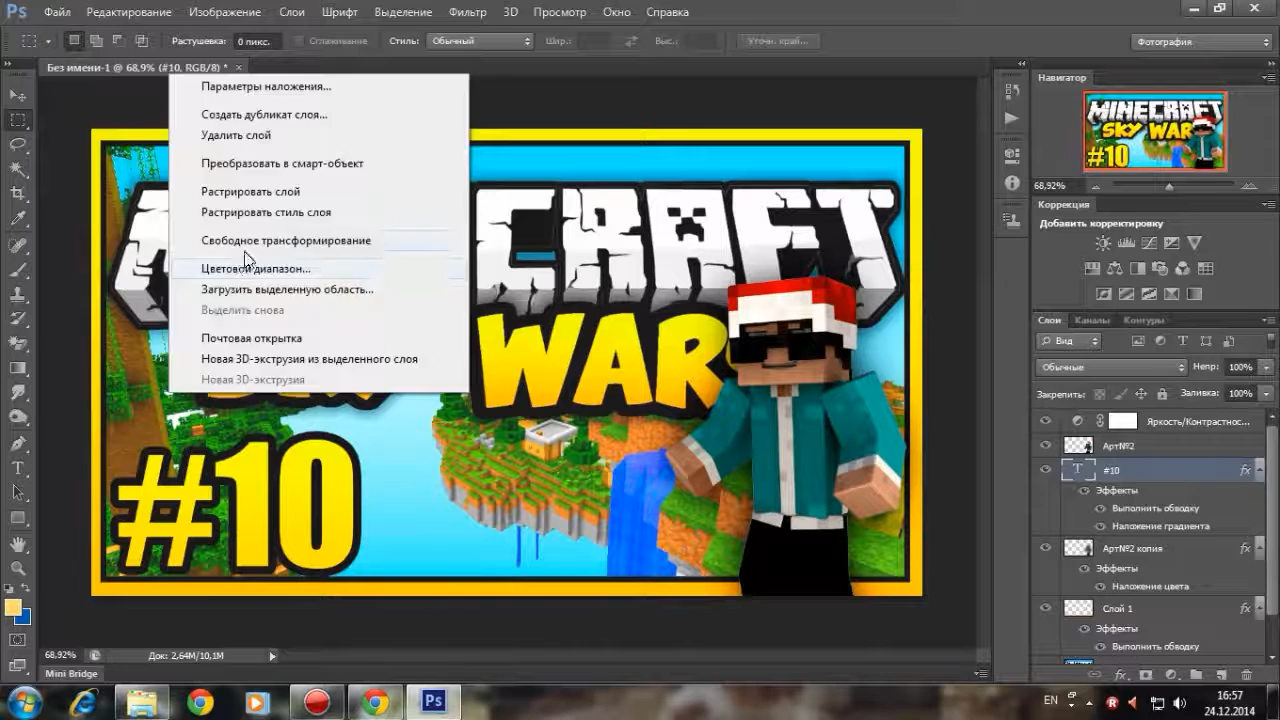 Ps Файл Редактирование Изображение Слои Шрифт Выделение Фильтр 3D Просмотр Окно Справка
Растушевка: 0 пикс. Сглаживание Стиль: Обычный Шир.: Выс.: Уточн. край... Фотография
Без имени-1 @ 68,9% (#10, RGB/8) *
Параметры наложения...
Создать дубликат слоя...
Удалить слой
Преобразовать в смарт-объект
Растрировать слой
Растрировать стиль слоя
Свободное трансформирование
Цветовой диапазон...
Загрузить выделенную область...
Выделить снова
Почтовая открытка
Новая 3D-экструзия из выделенного слоя
Новая 3D-экструзия
CRAFT
WAR
#10
Навигатор
MINECRAFT
SKY WAR
#10
68,92%
Коррекция
Добавить корректировку
Слои Каналы Контуры
Вид
Обычные Непр: 100%
Закрепить: Заливка: 100%
Яркость/Контрастнос...
Арт№2
#10 fx
Эффекты
Выполнить обводку
Наложение градиента
Арт№2 копия fx
Эффекты
Наложение цвета
Слой 1 fx
Эффекты
Выполнить обводку
68,92% Док: 2,64M/10,1M
Mini Bridge
Ps
EN
16:57
24.12.2014